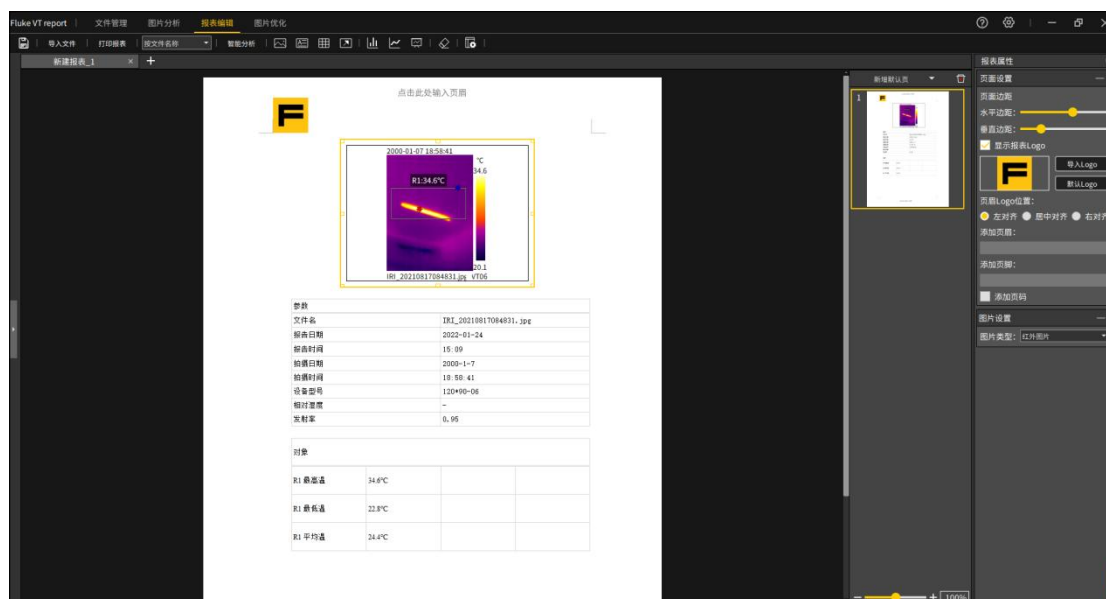 Fluke VT report 文件管理 图片分析 报表编辑 图片优化
导入文件 打印报表 按文件名称 智能分析
新建报表_1 × +
点击此处输入页眉
F
2000-01-07 18:58:41
°C
34.6
R1:34.6°C
20.1
IRI_20210817084831.jpg VT06
参数
文件名 IRI_20210817084831.jpg
报告日期 2022-01-24
报告时间 15:09
拍摄日期 2000-1-7
拍摄时间 18:58:41
设备型号 120*90-06
相对湿度 -
发射率 0.95
对象
R1 最高温 34.6°C
R1 最低温 22.8°C
R1 平均温 24.4°C
新增默认页
1
100%
报表属性
页面设置
页面边距
水平边距:
垂直边距:
显示报表Logo
F
导入Logo
默认Logo
页眉Logo位置:
左对齐 居中对齐 右对齐
添加页眉:
添加页脚:
添加页码
图片设置
图片类型: 红外图片